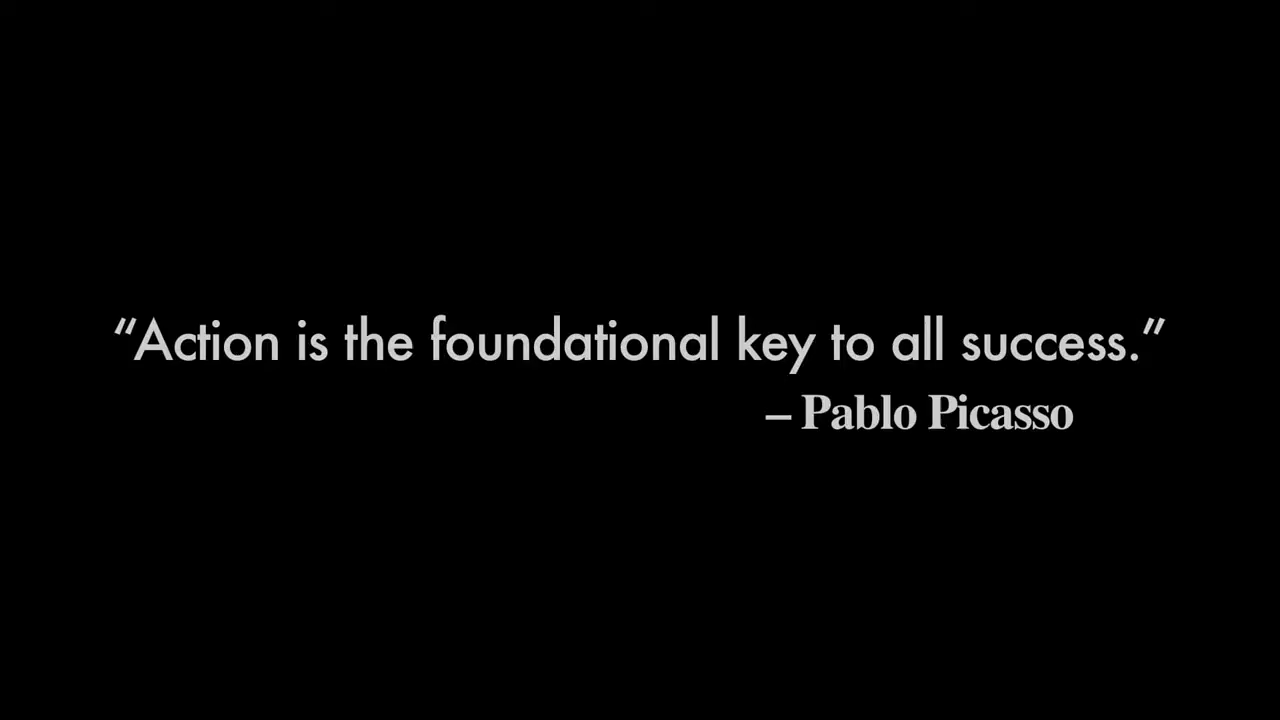 “Action is the foundational key to all success.”
– Pablo Picasso